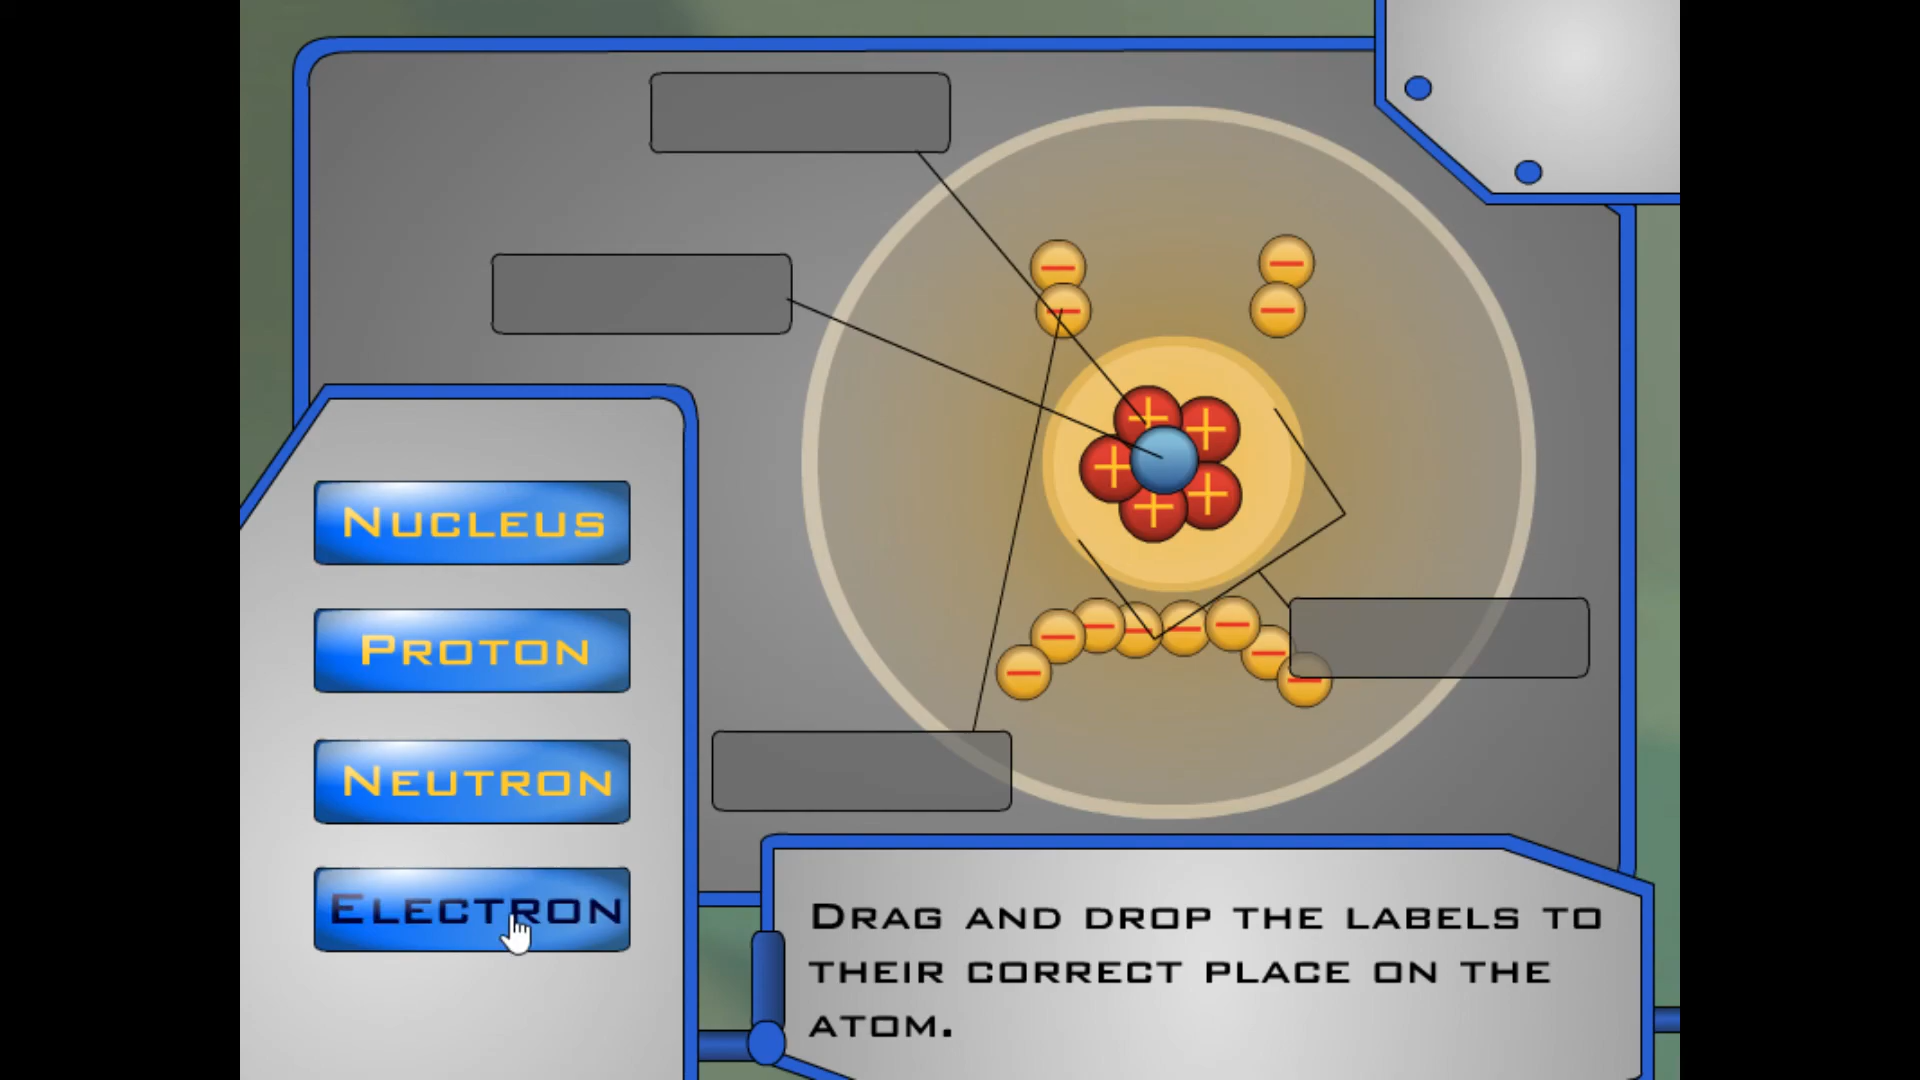 NUCLEUS
PROTON
NEUTRON
ELECTRON
DRAG AND DROP THE LABELS TO
THEIR CORRECT PLACE ON THE
ATOM.